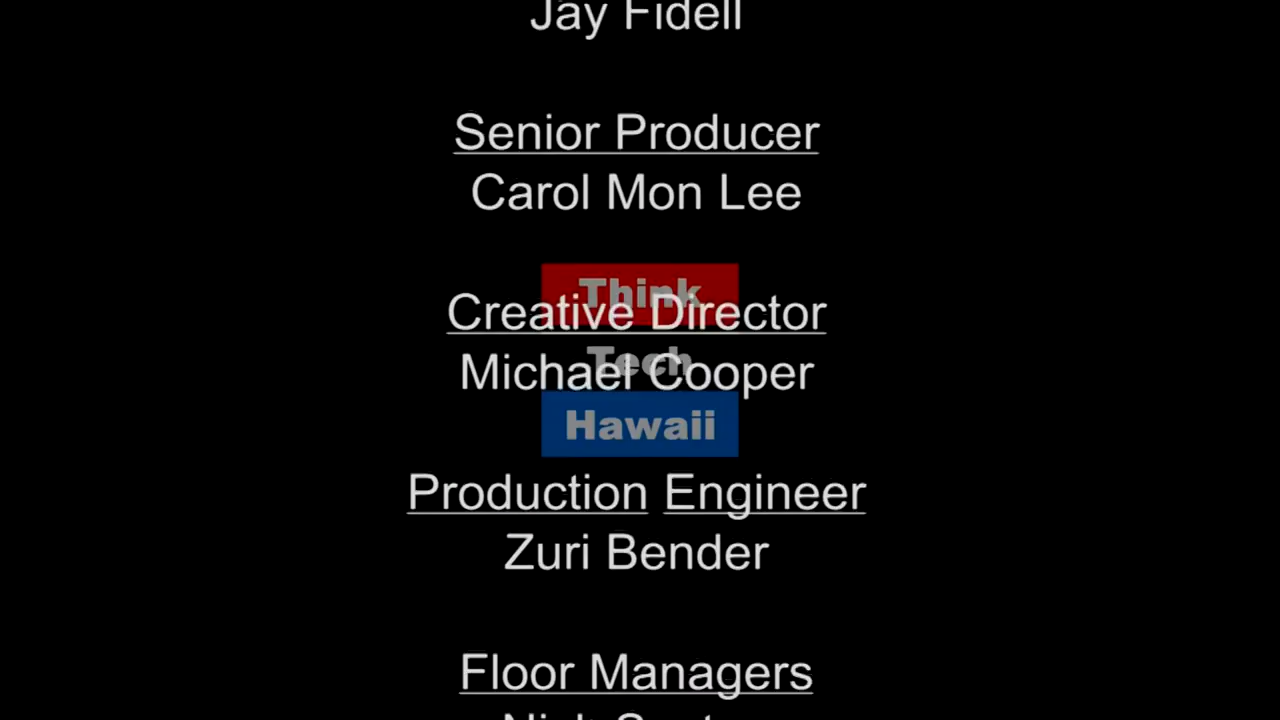 Jay Fidell
Senior Producer
Carol Mon Lee
Think
Creative Director
Tech
Michael Cooper
Hawaii
Production Engineer
Zuri Bender
Floor Managers